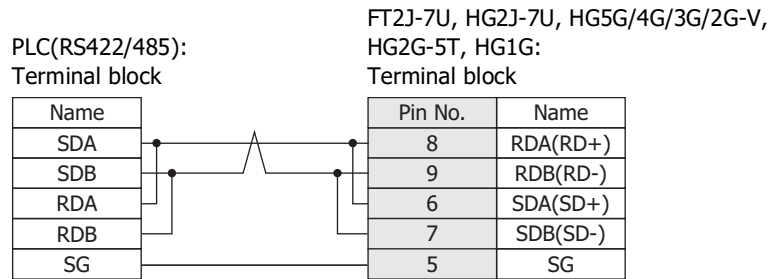 FT2J-7U, HG2J-7U, HG5G/4G/3G/2G-V,
PLC(RS422/485): HG2G-5T, HG1G:
Terminal block Terminal block
Name Pin No. Name
SDA 8 RDA(RD+)
SDB 9 RDB(RD-)
RDA 6 SDA(SD+)
RDB 7 SDB(SD-)
SG 5 SG